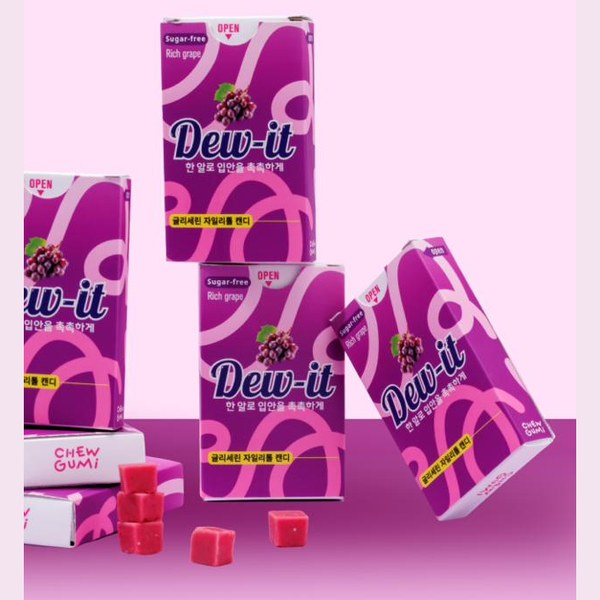 Sugar-free
OPEN
Rich grape
Dew-it
한 알로 입안을 촉촉하게
글리세린 자일리톨 캔디
OPEN
ew-it
입안을 촉촉하게
리톨 캔디
CHEW
GUMi
Sugar-free
OPEN
Rich grape
Dew-it
한 알로 입안을 촉촉하게
글리세린 자일리톨 캔디
Sugar-free
OPEN
Rich grape
Dew-it
한 알로 입안을 촉촉하게
글리세린 자일리톨 캔디
CHEW
GUMi